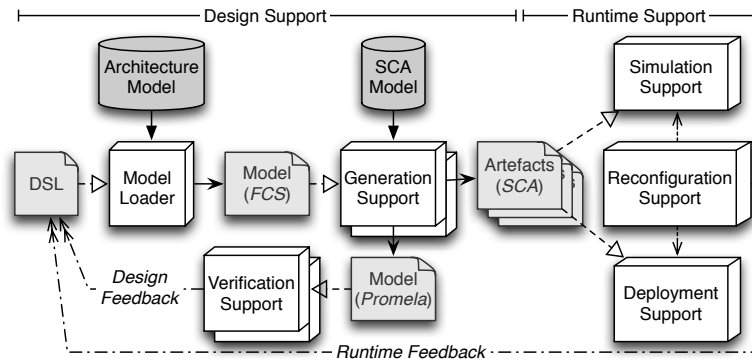 Design Support
Runtime Support
Architecture
Model
SCA
Model
Simulation
Support
DSL
Model
Loader
Model
(FCS)
Generation
Support
Artefacts
(SCA)
s
s
Reconfiguration
Support
Design
Feedback
Verification
Support
Model
(Promela)
Deployment
Support
Runtime Feedback